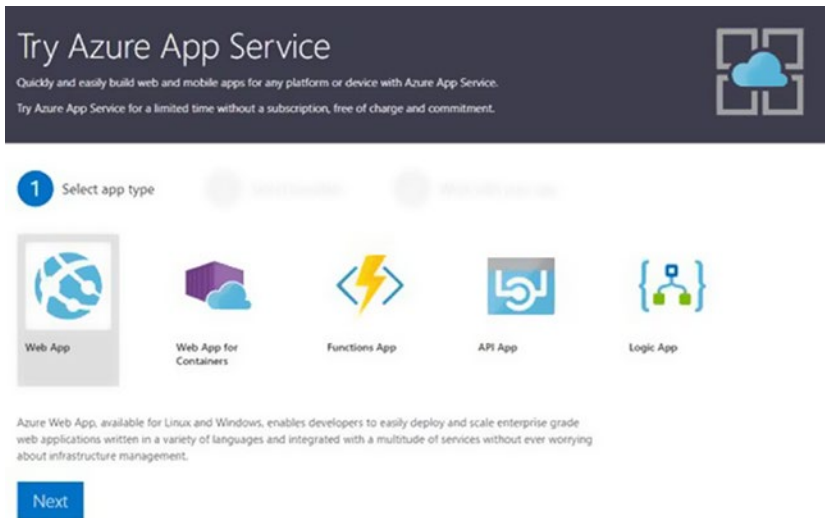 Try Azure App Service
Quickly and easily build web and mobile apps for any platform or device with Azure App Service.
Try Azure App Service for a limited time without a subscription, free of charge and commitment.
1 Select app type
Web App
Web App for
Containers
Functions App
API App
Logic App
Azure Web App, available for Linux and Windows, enables developers to easily deploy and scale enterprise grade
web applications written in a variety of languages and integrated with a multitude of services without ever worrying
about infrastructure management.
Next